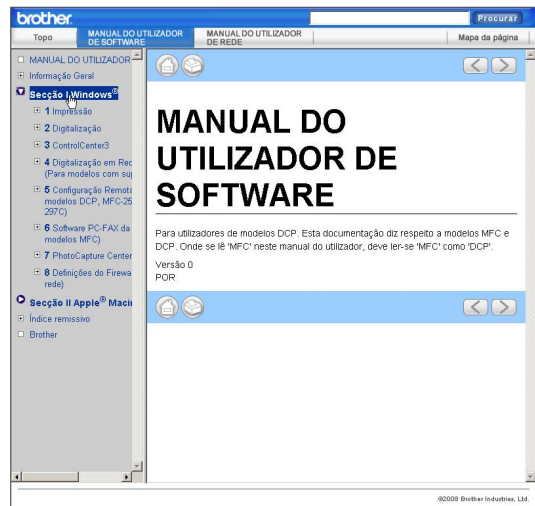 brother.
Procurar
Topo
MANUAL DO UTILIZADOR
DE SOFTWARE
MANUAL DO UTILIZADOR
DE REDE
Mapa da página
MANUAL DO UTILIZADOR
Informação Geral
Secção I Windows®
1 Impressão
2 Digitalização
3 ControlCenter3
4 Digitalização em Rec
(Para modelos com su
5 Configuração Remota
modelos DCP, MFC-25
297C)
6 Software PC-FAX da
modelos MFC)
7 PhotoCapture Center
8 Definições do Firewa
rede)
Secção II Apple® Macin
Índice remissivo
Brother
MANUAL DO
UTILIZADOR DE
SOFTWARE
Para utilizadores de modelos DCP. Esta documentação diz respeito a modelos MFC e
DCP. Onde se lê 'MFC' neste manual do utilizador, deve ler-se 'MFC' como 'DCP'.
Versão 0
POR
©2008 Brother Industries, Ltd.